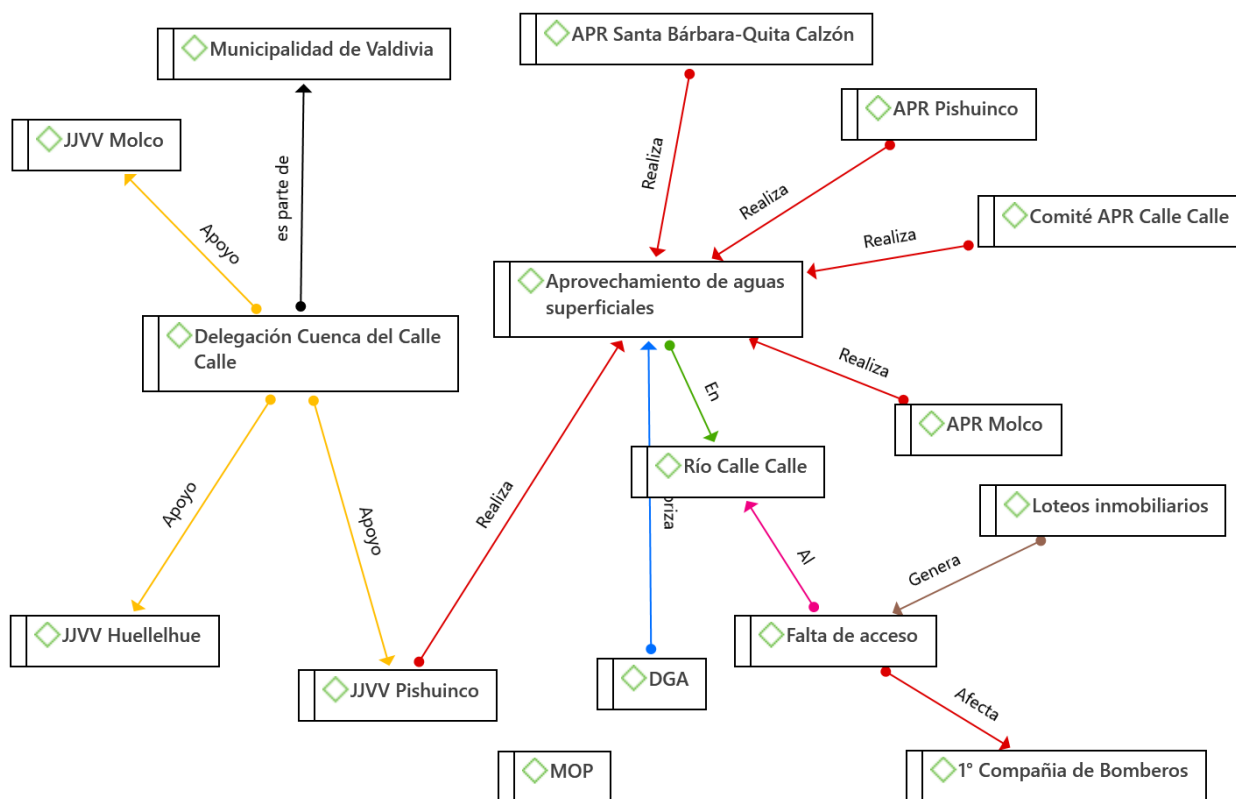 Municipalidad de Valdivia
APR Santa Bárbara-Quita Calzón
APR Pishuinco
JJVV Molco
Realiza
es parte de
Realiza
Comité APR Calle Calle
Apoyo
Realiza
Aprovechamiento de aguas
superficiales
Delegación Cuenca del Calle
Calle
Realiza
En
APR Molco
Río Calle Calle
Apoyo
Apoyo
Realiza
Loteos inmobiliarios
Al
Genera
JJVV Huellelhue
Falta de acceso
JJVV Pishuinco
DGA
Afecta
MOP
1° Compañia de Bomberos